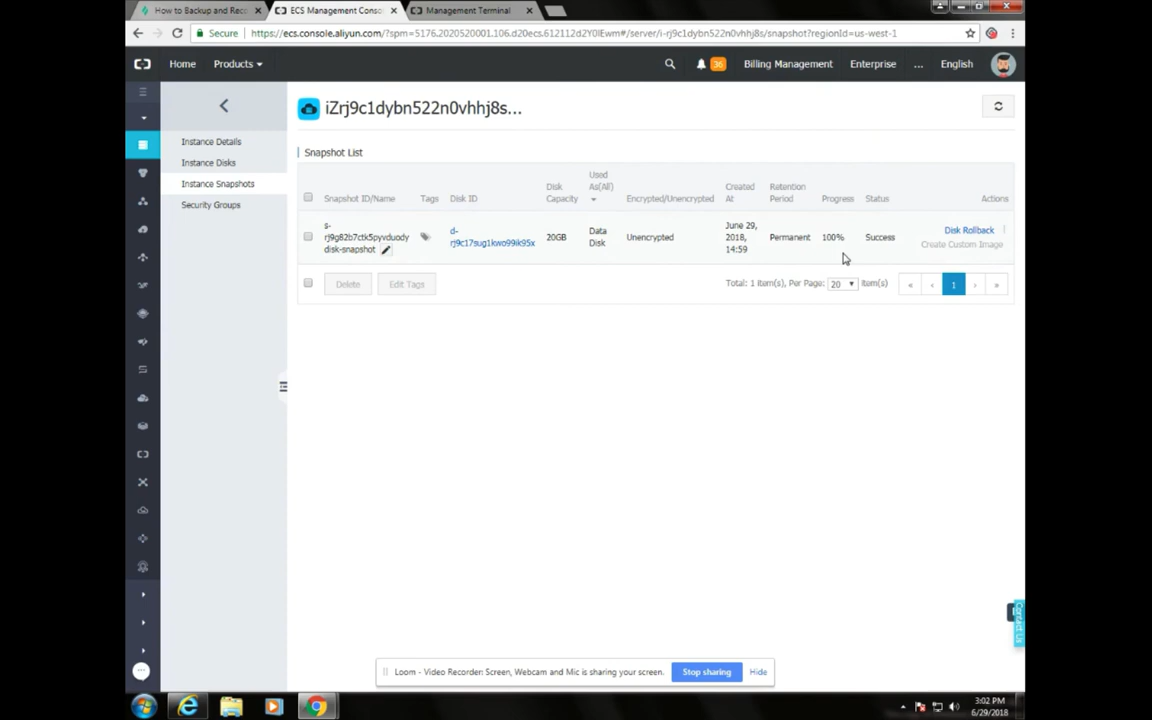 How to Backup and Reco
ECS Management Conso
Management Terminal
Secure
https://ecs.console.aliyun.com/?spm=5176.2020520001.106.d20ecs.612112d2Y0lEwm#/server/i-rj9c1dybn522n0vhhj8s/snapshot?regionId=us-west-1
Home
Products
36
Billing Management
Enterprise
...
English
iZrj9c1dybn522n0vhhj8s...
Instance Details
Instance Disks
Instance Snapshots
Security Groups
Snapshot List
Snapshot ID/Name
Tags
Disk ID
Disk
Capacity
Used
As(All)
Encrypted/Unencrypted
Created
At
Retention
Period
Progress
Status
Actions
s-
rj9g82b7ctk5pyvduody
disk-snapshot
d-
rj9c17sug1kwo99ik95x
20GB
Data
Disk
Unencrypted
June 29,
2018,
14:59
Permanent
100%
Success
Disk Rollback
Create Custom Image
Delete
Edit Tags
Total: 1 item(s), Per Page:
20
item(s)
«
‹
1
›
»
Contact Us
Loom - Video Recorder: Screen, Webcam and Mic is sharing your screen.
Stop sharing
Hide
3:02 PM
6/29/2018